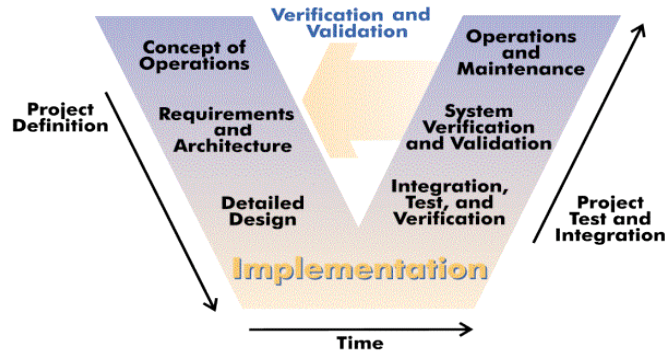 Verification and
Validation
Concept of
Operations
Operations
and
Maintenance
Project
Definition
Requirements
and
Architecture
System
Verification
and Validation
Detailed
Design
Integration,
Test, and
Verification
Project
Test and
Integration
Implementation
Time